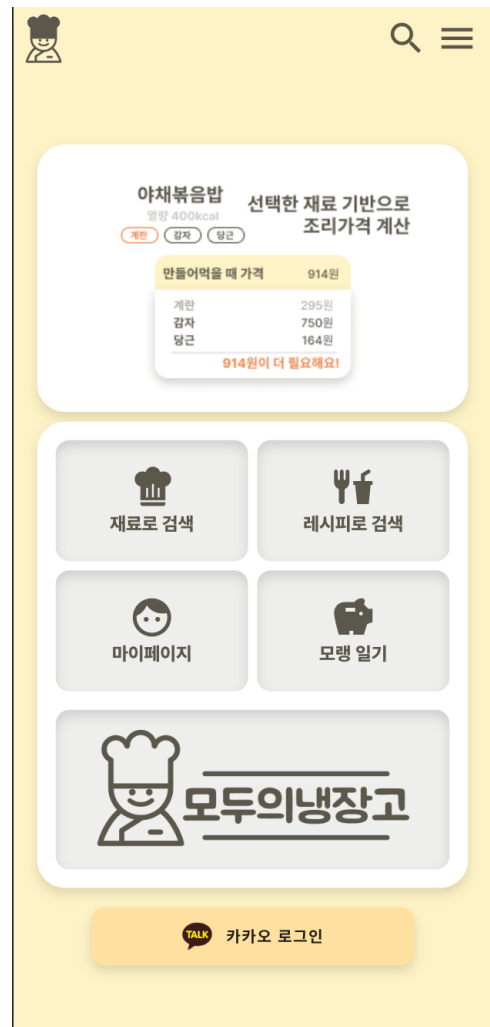 야채볶음밥
열량 400kcal
계란 감자 당근
선택한 재료 기반으로
조리가격 계산
만들어먹을 때 가격 914원
계란 295원
감자 750원
당근 164원
914원이 더 필요해요!
재료로 검색
레시피로 검색
마이페이지
모랭 일기
모두의냉장고
TALK 카카오 로그인